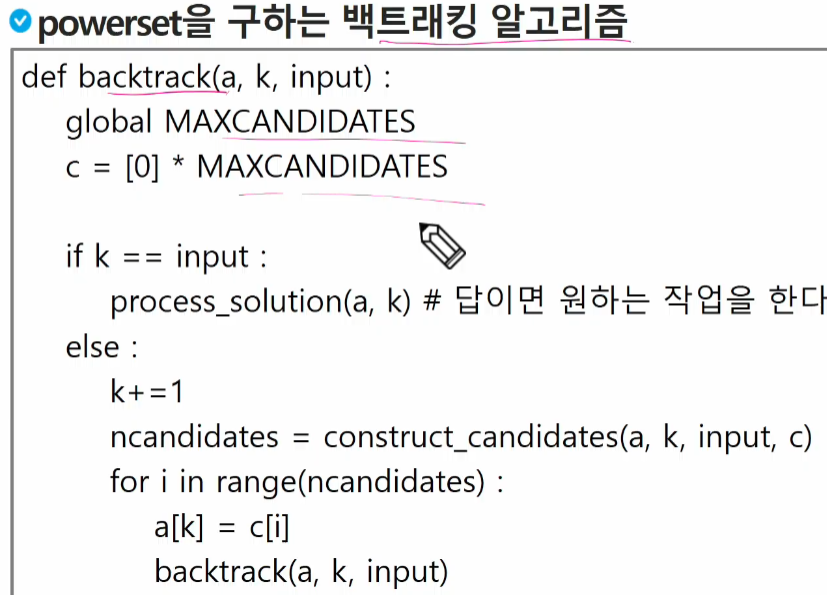 powerset을 구하는 백트래킹 알고리즘
def backtrack(a, k, input) :
global MAXCANDIDATES
c = [0] * MAXCANDIDATES
if k == input :
process_solution(a, k) # 답이면 원하는 작업을 한다
else :
k+=1
ncandidates = construct_candidates(a, k, input, c)
for i in range(ncandidates) :
a[k] = c[i]
backtrack(a, k, input)